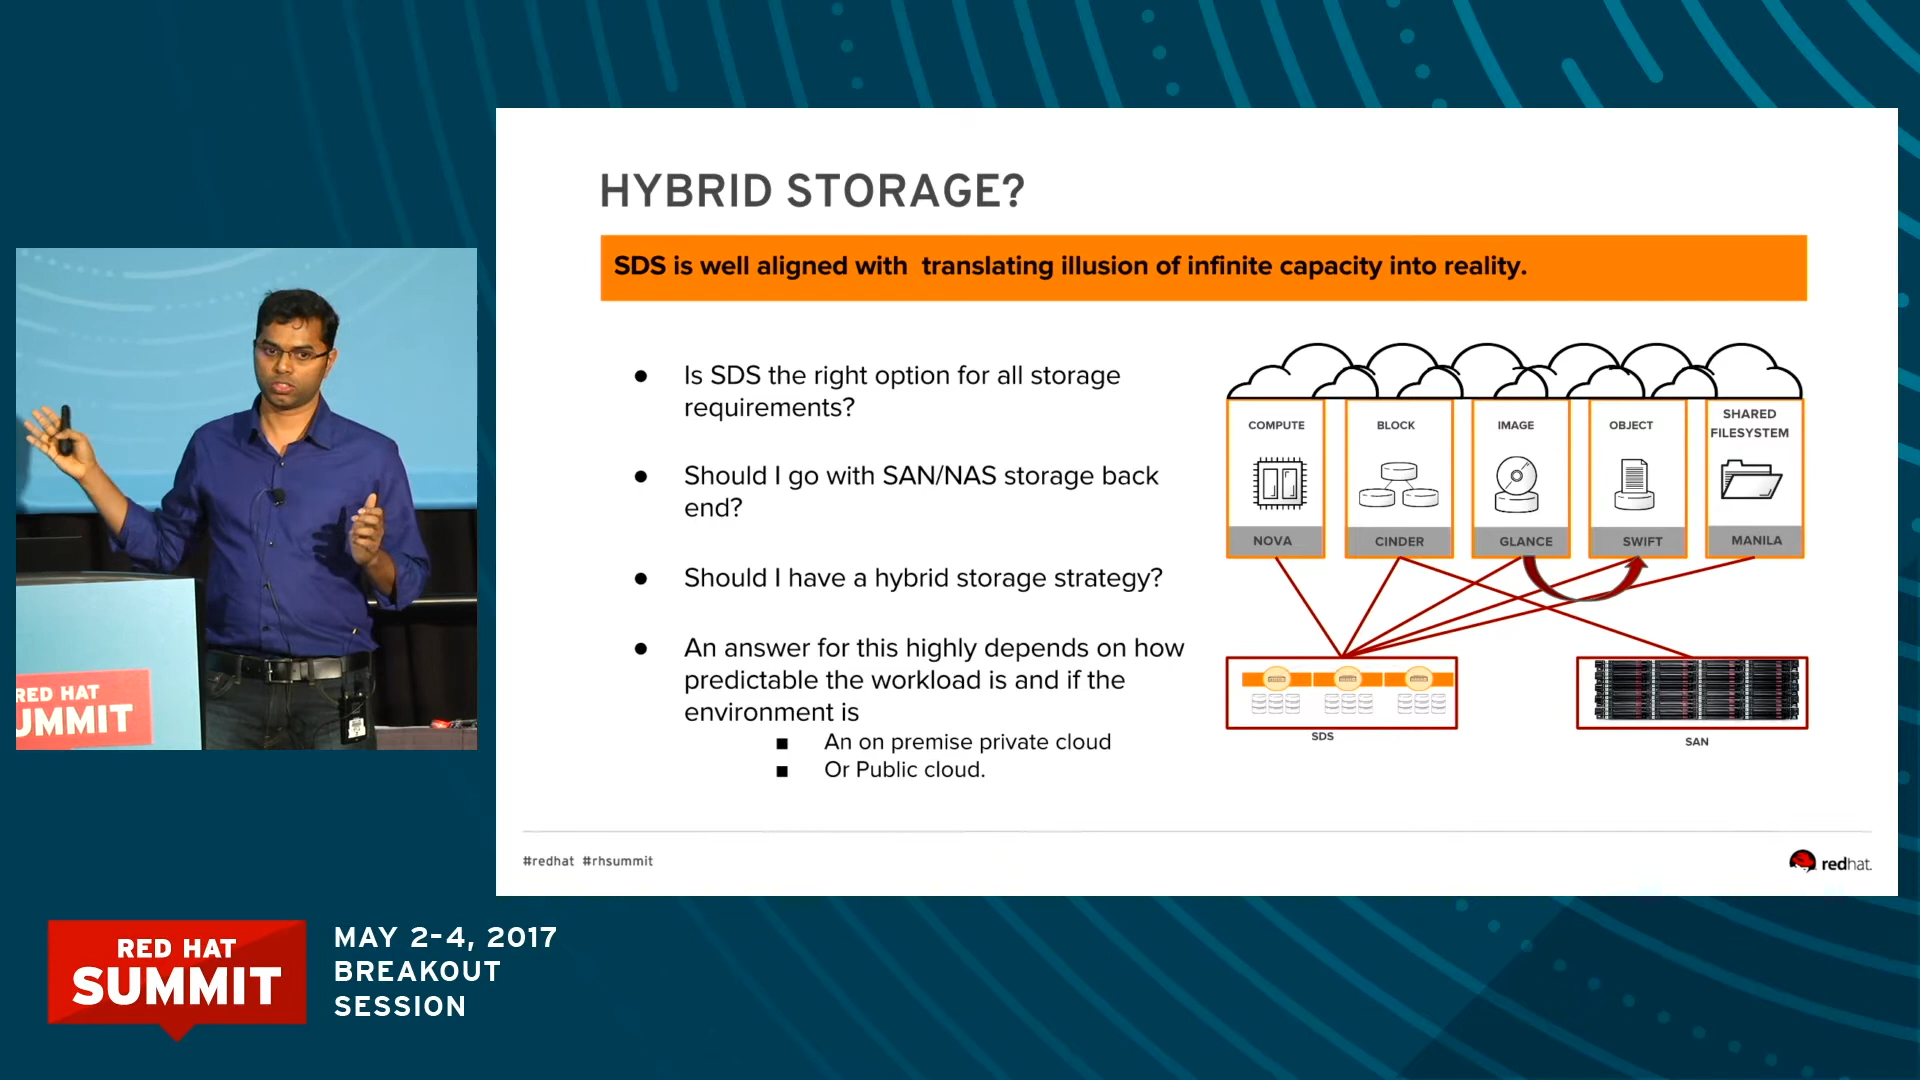 HYBRID STORAGE?
SDS is well aligned with translating illusion of infinite capacity into reality.
● Is SDS the right option for all storage
requirements?
● Should I go with SAN/NAS storage back
end?
● Should I have a hybrid storage strategy?
● An answer for this highly depends on how
predictable the workload is and if the
environment is
■ An on premise private cloud
■ Or Public cloud.
COMPUTE
NOVA
BLOCK
CINDER
IMAGE
GLANCE
OBJECT
SWIFT
SHARED
FILESYSTEM
MANILA
SDS
SAN
#redhat #rhsummit
redhat.
RED HAT
UMMIT
RED HAT
SUMMIT
MAY 2-4, 2017
BREAKOUT
SESSION